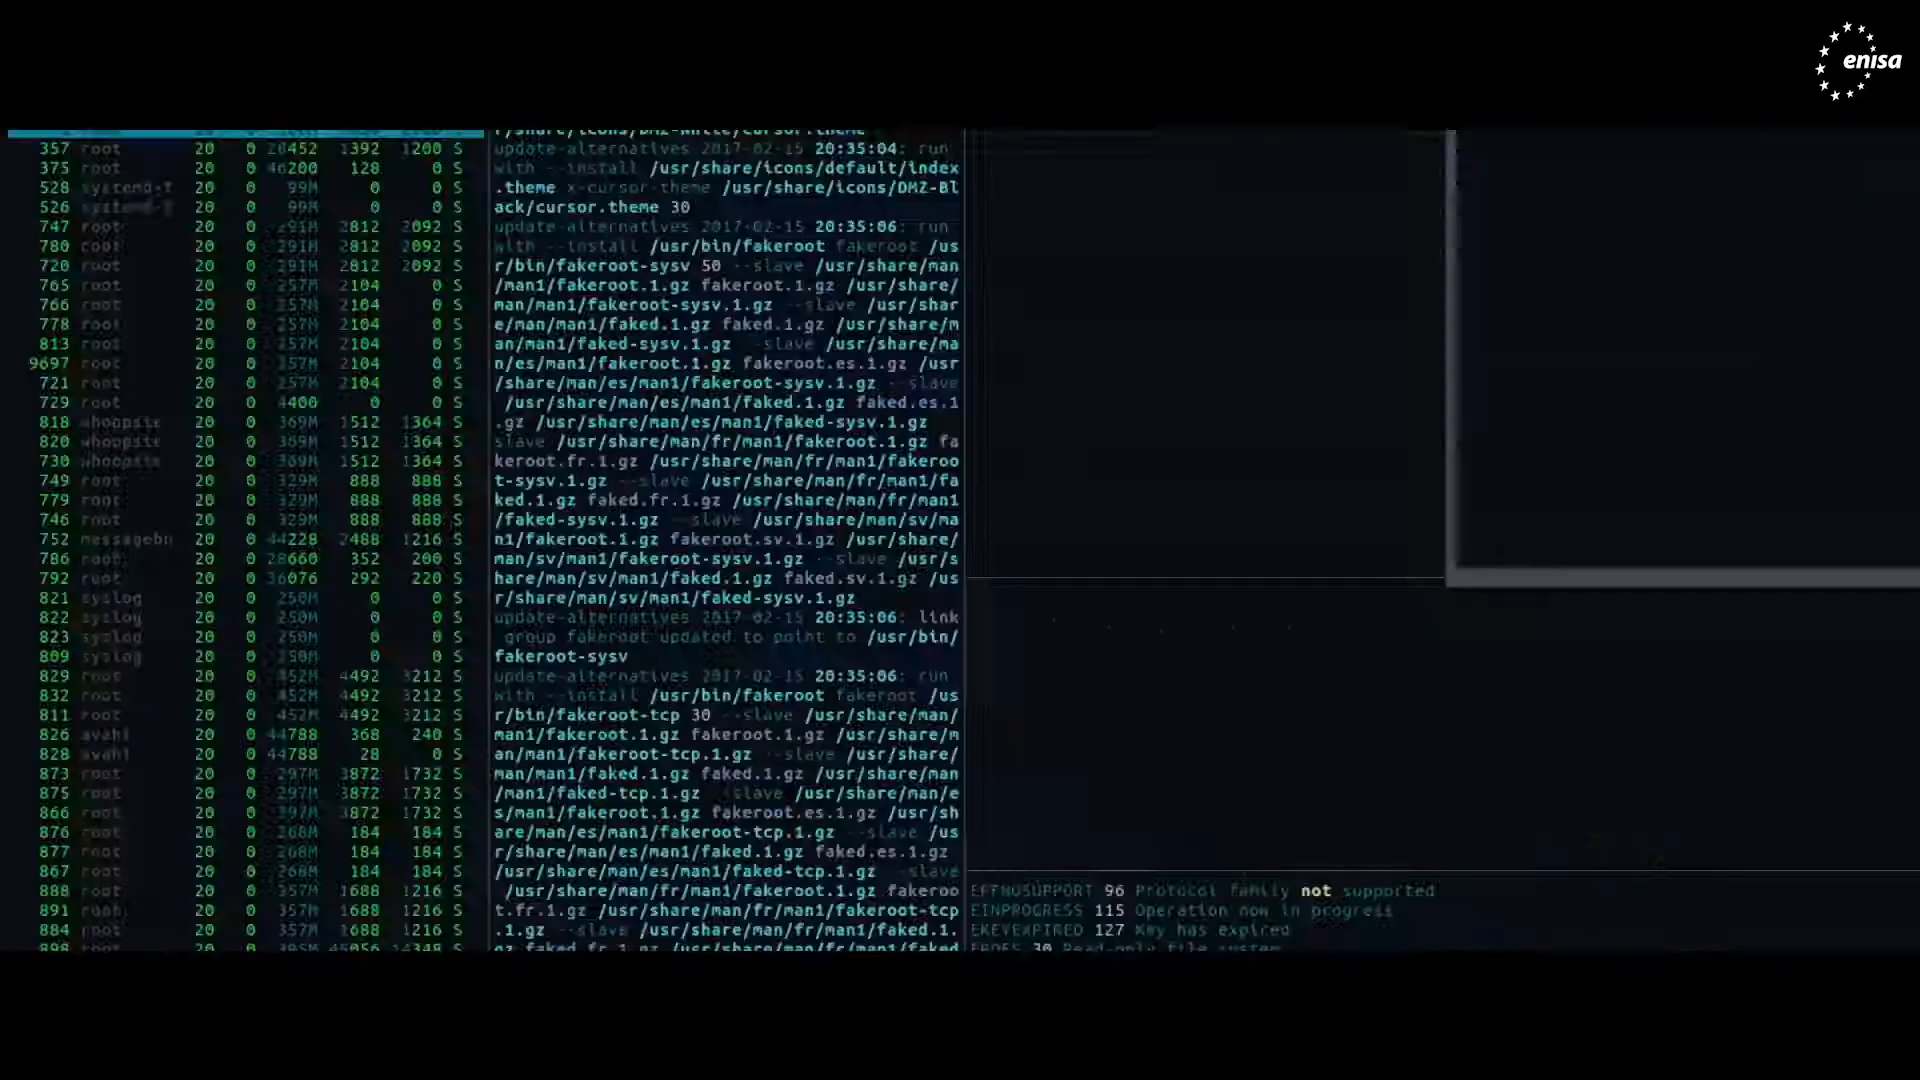 enisa
357 root 20 0 28452 1392 1200 S
375 root 20 0 46200 128 0 S
528 systemd-T 20 0 99M 0 0 S
526 systemd-T 20 0 99M 0 0 S
747 root 20 0 291M 2812 2092 S
780 root 20 0 291M 2812 2092 S
720 root 20 0 291M 2812 2092 S
765 root 20 0 257M 2104 0 S
766 root 20 0 257M 2104 0 S
778 root 20 0 257M 2104 0 S
813 root 20 0 257M 2104 0 S
9697 root 20 0 257M 2104 0 S
721 root 20 0 257M 2104 0 S
729 root 20 0 4400 0 0 S
818 whoopsie 20 0 369M 1512 1364 S
820 whoopsie 20 0 369M 1512 1364 S
730 whoopsie 20 0 369M 1512 1364 S
749 root 20 0 329M 888 888 S
779 root 20 0 329M 888 888 S
746 root 20 0 329M 888 888 S
752 messagebu 20 0 44228 2488 1216 S
786 root 20 0 28660 352 200 S
792 root 20 0 36076 292 220 S
821 syslog 20 0 250M 0 0 S
822 syslog 20 0 250M 0 0 S
823 syslog 20 0 250M 0 0 S
809 syslog 20 0 250M 0 0 S
829 root 20 0 452M 4492 3212 S
832 root 20 0 452M 4492 3212 S
811 root 20 0 452M 4492 3212 S
826 avahi 20 0 44788 368 240 S
828 avahi 20 0 44788 28 0 S
873 root 20 0 297M 3872 1732 S
875 root 20 0 297M 3872 1732 S
866 root 20 0 297M 3872 1732 S
876 root 20 0 268M 184 184 S
877 root 20 0 268M 184 184 S
867 root 20 0 268M 184 184 S
888 root 20 0 357M 1688 1216 S
891 root 20 0 357M 1688 1216 S
884 root 20 0 357M 1688 1216 S
898 root 20 0 305M 45056 14348 S
r/share/icons/DMZ-White/cursor.theme
update-alternatives 2017-02-15 20:35:04: run
with --install /usr/share/icons/default/index
.theme x-cursor-theme /usr/share/icons/DMZ-Bl
ack/cursor.theme 30
update-alternatives 2017-02-15 20:35:06: run
with --install /usr/bin/fakeroot fakeroot /us
r/bin/fakeroot-sysv 50 --slave /usr/share/man
/man1/fakeroot.1.gz fakeroot.1.gz /usr/share/
man/man1/fakeroot-sysv.1.gz --slave /usr/shar
e/man/man1/faked.1.gz faked.1.gz /usr/share/m
an/man1/faked-sysv.1.gz --slave /usr/share/ma
n/es/man1/fakeroot.1.gz fakeroot.es.1.gz /usr
/share/man/es/man1/fakeroot-sysv.1.gz --slave
/usr/share/man/es/man1/faked.1.gz faked.es.1
.gz /usr/share/man/es/man1/faked-sysv.1.gz
slave /usr/share/man/fr/man1/fakeroot.1.gz fa
keroot.fr.1.gz /usr/share/man/fr/man1/fakeroo
t-sysv.1.gz --slave /usr/share/man/fr/man1/fa
ked.1.gz faked.fr.1.gz /usr/share/man/fr/man1
/faked-sysv.1.gz --slave /usr/share/man/sv/ma
n1/fakeroot.1.gz fakeroot.sv.1.gz /usr/share/
man/sv/man1/fakeroot-sysv.1.gz --slave /usr/s
hare/man/sv/man1/faked.1.gz faked.sv.1.gz /us
r/share/man/sv/man1/faked-sysv.1.gz
update-alternatives 2017-02-15 20:35:06: link
group fakeroot updated to point to /usr/bin/
fakeroot-sysv
update-alternatives 2017-02-15 20:35:06: run
with --install /usr/bin/fakeroot fakeroot /us
r/bin/fakeroot-tcp 30 --slave /usr/share/man/
man1/fakeroot.1.gz fakeroot.1.gz /usr/share/m
an/man1/fakeroot-tcp.1.gz --slave /usr/share/
man/man1/faked.1.gz faked.1.gz /usr/share/man
/man1/faked-tcp.1.gz --slave /usr/share/man/e
s/man1/fakeroot.1.gz fakeroot.es.1.gz /usr/sh
are/man/es/man1/fakeroot-tcp.1.gz --slave /us
r/share/man/es/man1/faked.1.gz faked.es.1.gz
/usr/share/man/es/man1/faked-tcp.1.gz --slave
/usr/share/man/fr/man1/fakeroot.1.gz fakeroo
t.fr.1.gz /usr/share/man/fr/man1/fakeroot-tcp
.1.gz --slave /usr/share/man/fr/man1/faked.1.
gz faked.fr.1.gz /usr/share/man/fr/man1/faked
EPFNOSUPPORT 96 Protocol family not supported
EINPROGRESS 115 Operation now in progress
EKEYEXPIRED 127 Key has expired
EROFS 30 Read-only file system